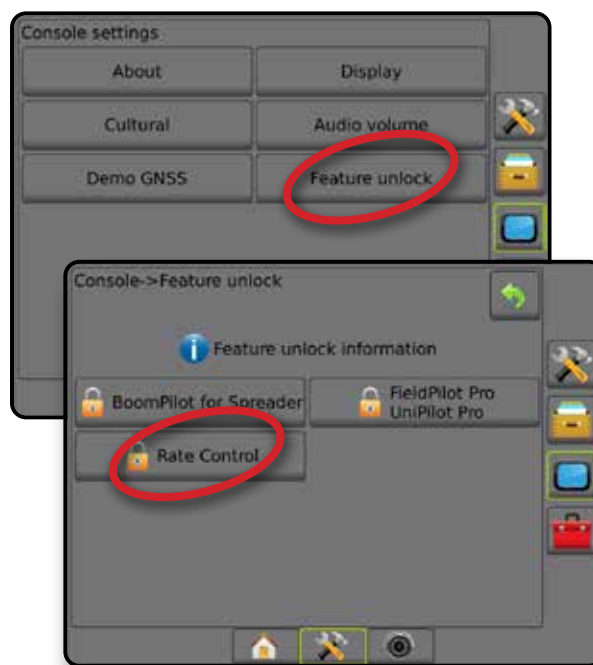 Console settings
About
Display
Cultural
Audio volume
Demo GNSS
Feature unlock
Console->Feature unlock
Feature unlock information
BoomPilot for Spreader
FieldPilot Pro
UniPilot Pro
Rate Control